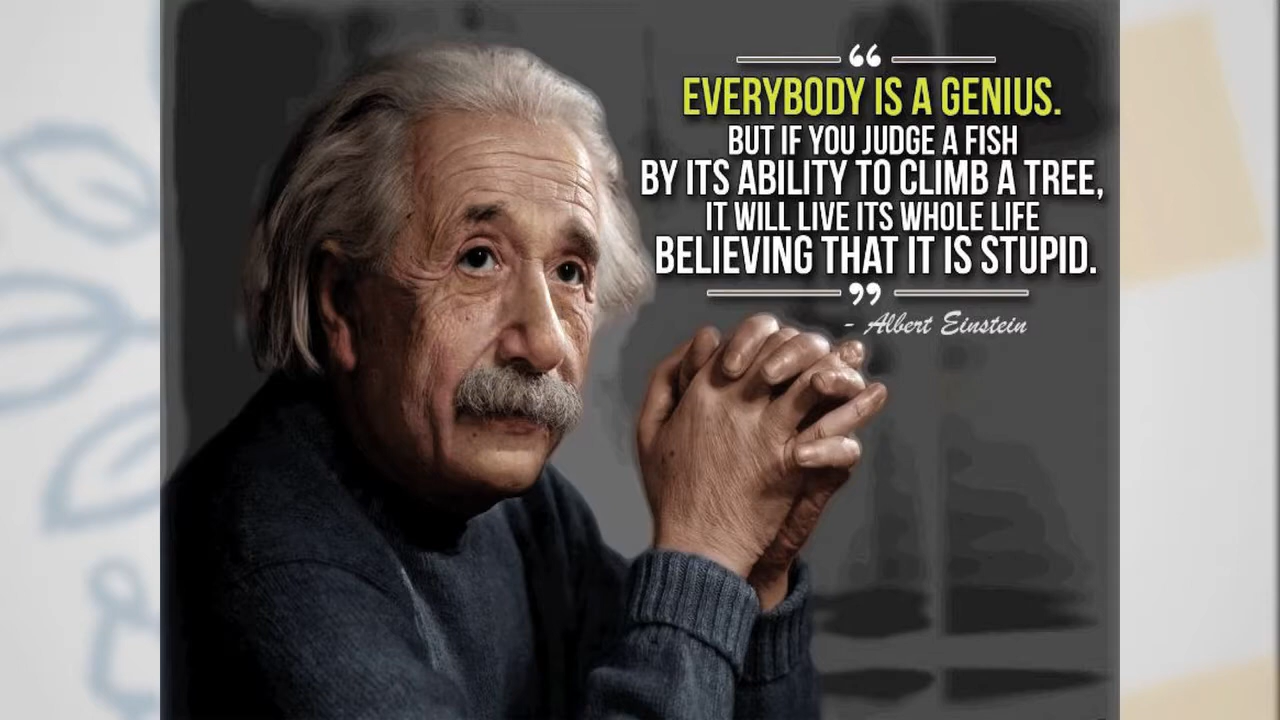 “
EVERYBODY IS A GENIUS.
BUT IF YOU JUDGE A FISH
BY ITS ABILITY TO CLIMB A TREE,
IT WILL LIVE ITS WHOLE LIFE
BELIEVING THAT IT IS STUPID.
”
- Albert Einstein